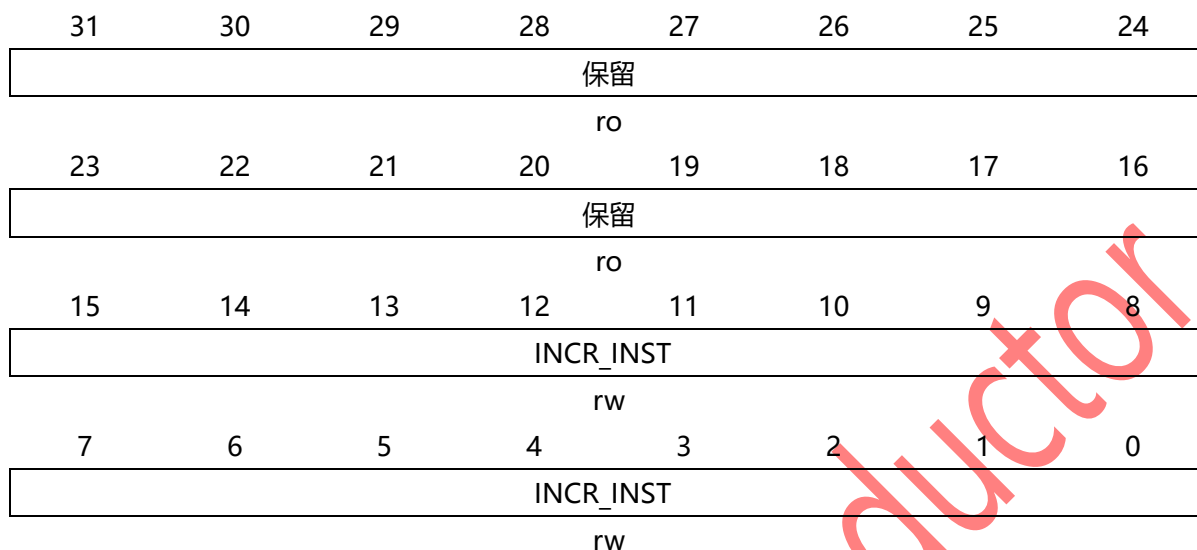 31 30 29 28 27 26 25 24
保留
ro
23 22 21 20 19 18 17 16
保留
ro
15 14 13 12 11 10 9 8
INCR_INST
rw
7 6 5 4 3 2 1 0
INCR_INST
rw
ductor